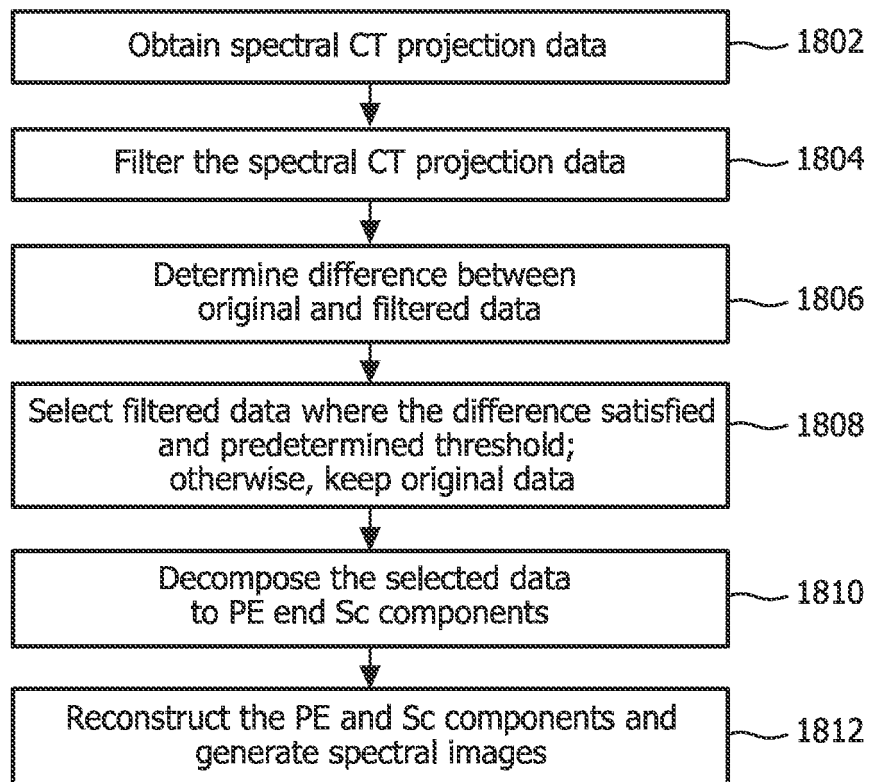 Obtain spectral CT projection data
1802
Filter the spectral CT projection data
1804
Determine difference between
original and filtered data
1806
Select filtered data where the difference satisfied
and predetermined threshold;
otherwise, keep original data
1808
Decompose the selected data
to PE end Sc components
1810
Reconstruct the PE and Sc components and
generate spectral images
1812